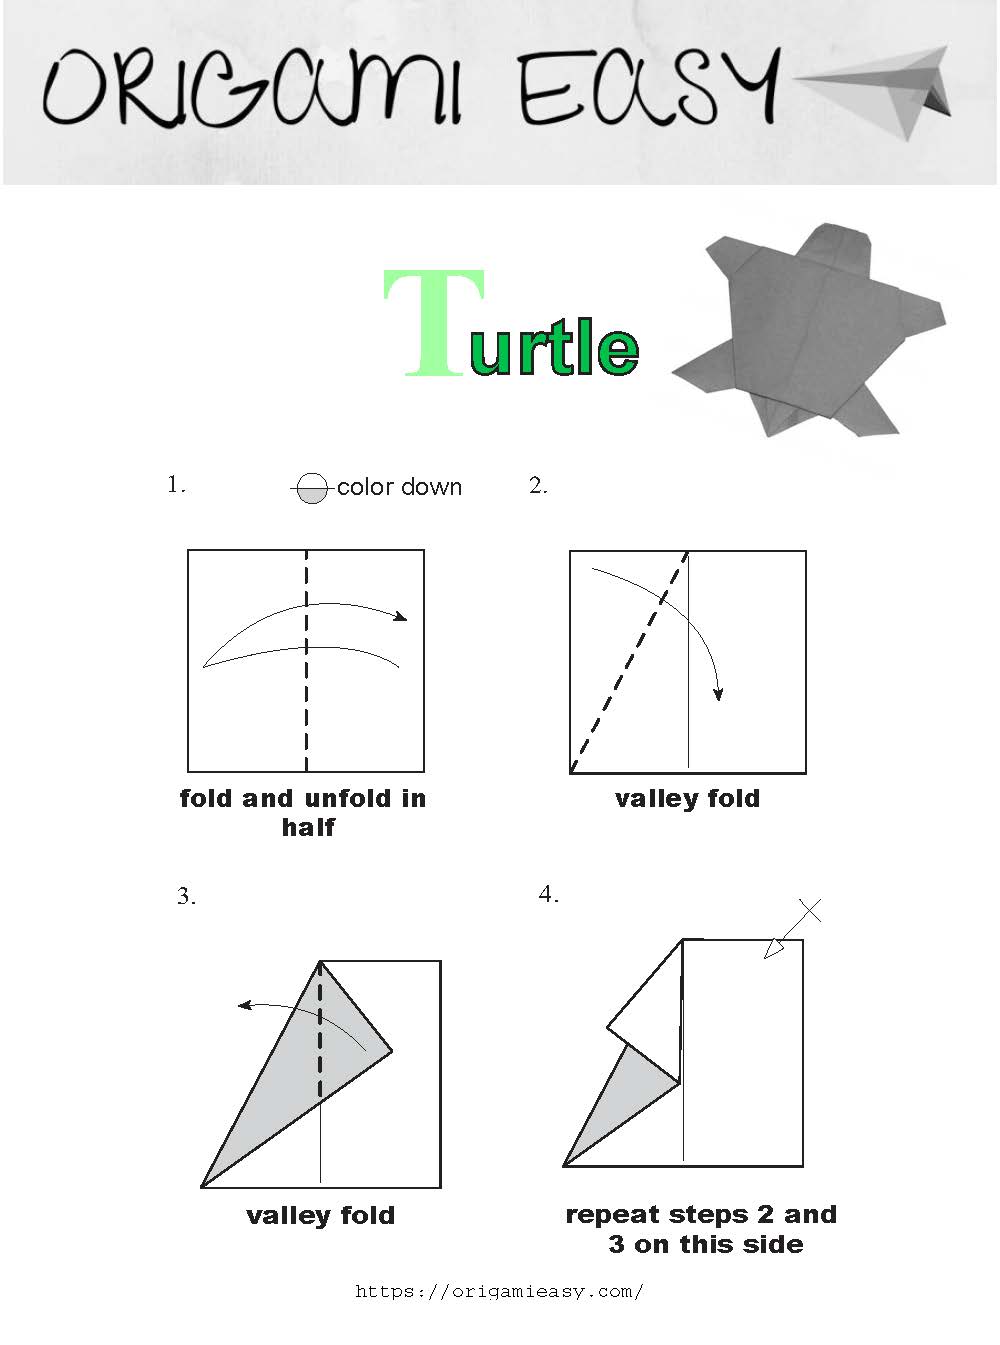 ORIGAMI EASY
Turtle
1.
color down
2.
fold and unfold in
half
valley fold
3.
4.
valley fold
repeat steps 2 and
3 on this side
https://origamieasy.com/